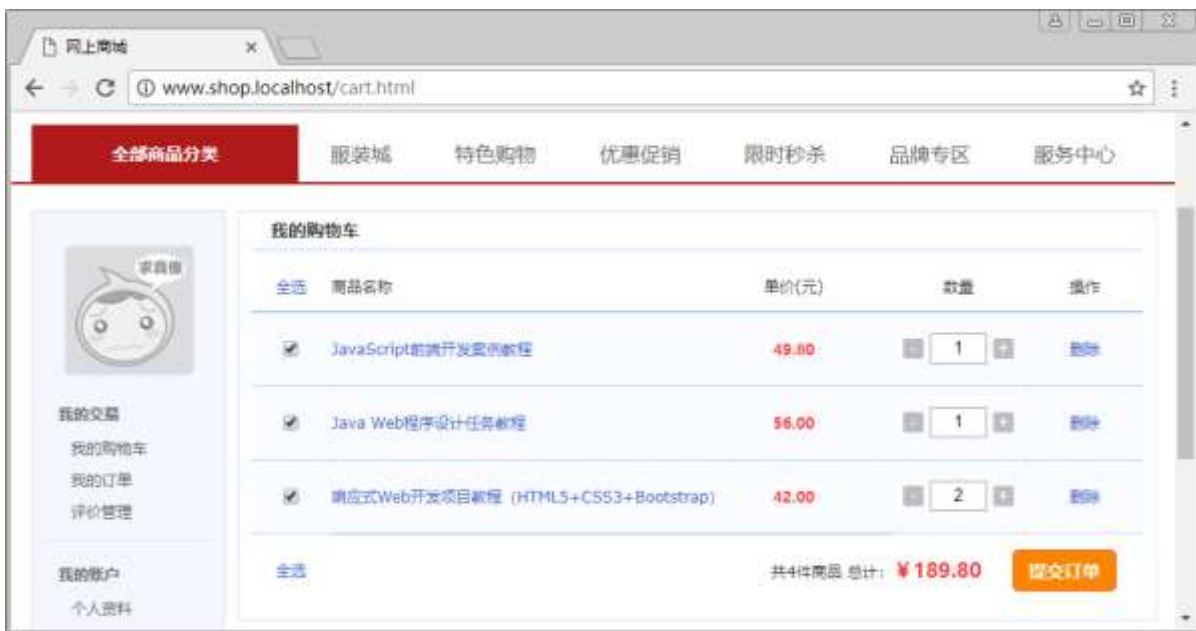 网上商城
www.shop.localhost/cart.html
全部商品分类 服装城 特色购物 优惠促销 限时秒杀 品牌专区 服务中心
求真像
我的交易
我的购物车
我的订单
评价管理
我的账户
个人资料
我的购物车
全选 商品名称 单价(元) 数量 操作
JavaScript前端开发案例教程 49.80 - 1 + 删除
Java Web程序设计任务教程 56.00 - 1 + 删除
响应式Web开发项目教程（HTML5+CSS3+Bootstrap） 42.00 - 2 + 删除
全选 共4件商品 总计：¥189.80 提交订单